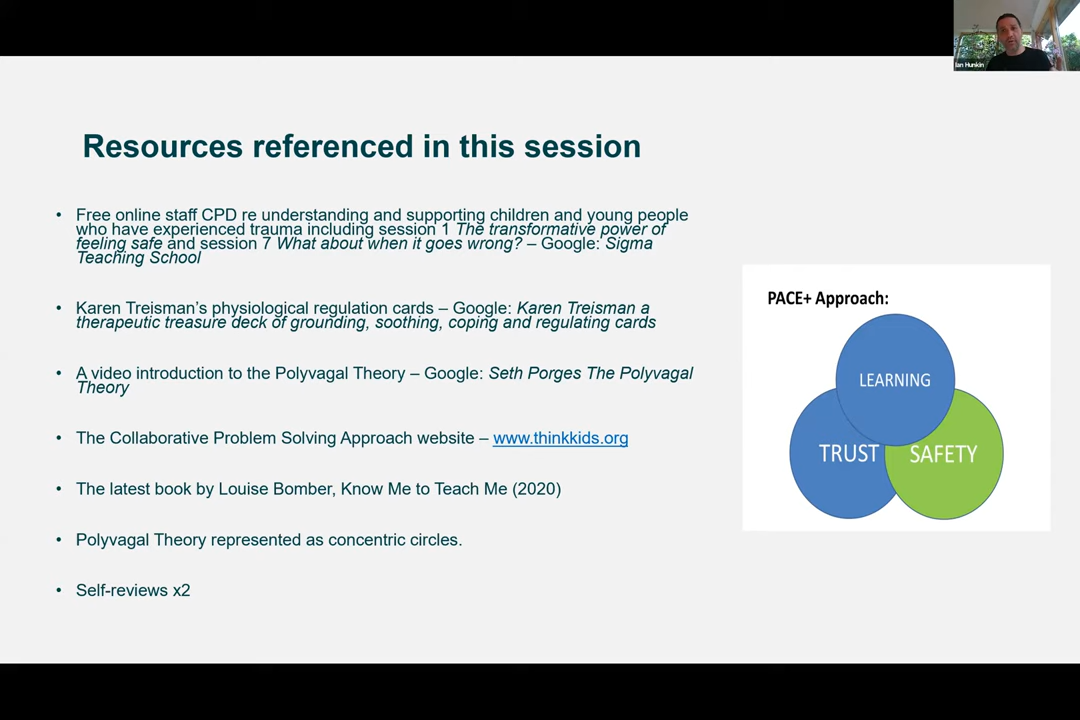 Ian Hunkin
Resources referenced in this session
• Free online staff CPD re understanding and supporting children and young people
who have experienced trauma including session 1 The transformative power of
feeling safe and session 7 What about when it goes wrong? – Google: Sigma
Teaching School
• Karen Treisman’s physiological regulation cards – Google: Karen Treisman a
therapeutic treasure deck of grounding, soothing, coping and regulating cards
• A video introduction to the Polyvagal Theory – Google: Seth Porges The Polyvagal
Theory
• The Collaborative Problem Solving Approach website – www.thinkkids.org
• The latest book by Louise Bomber, Know Me to Teach Me (2020)
• Polyvagal Theory represented as concentric circles.
• Self-reviews x2
PACE+ Approach:
LEARNING
TRUST
SAFETY